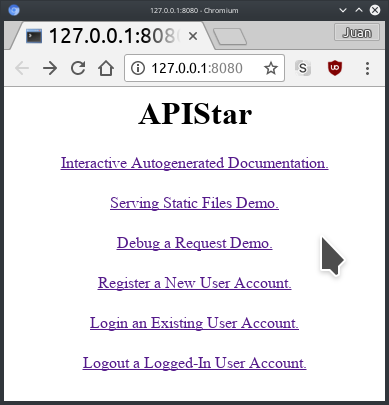 127.0.0.1:8080 - Chromium
127.0.0.1:8080
Juan
127.0.0.1:8080
S
APIStar
Interactive Autogenerated Documentation.
Serving Static Files Demo.
Debug a Request Demo.
Register a New User Account.
Login an Existing User Account.
Logout a Logged-In User Account.